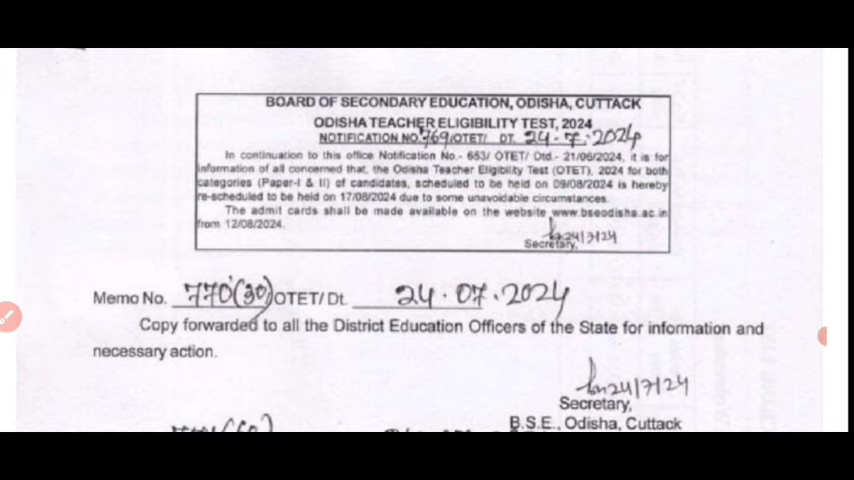 BOARD OF SECONDARY EDUCATION, ODISHA, CUTTACK
ODISHA TEACHER ELIGIBILITY TEST, 2024
NOTIFICATION NO. 769/OTET/ DT. 24.7.2024
In continuation to this office Notification No.- 653/ OTET/ Dtd.- 21/06/2024, it is for
information of all concerned that, the Odisha Teacher Eligibility Test (OTET), 2024 for both
categories (Paper-I & II) of candidates, scheduled to be held on 09/08/2024 is hereby
re-scheduled to be held on 17/08/2024 due to some unavoidable circumstances.
The admit cards shall be made available on the website www.bseodisha.ac.in
from 12/08/2024.
24/7/24
Secretary,
Memo No. 770(30)OTET/ Dt. 24.07.2024
Copy forwarded to all the District Education Officers of the State for information and
necessary action.
24/7/24
Secretary,
B.S.E., Odisha, Cuttack